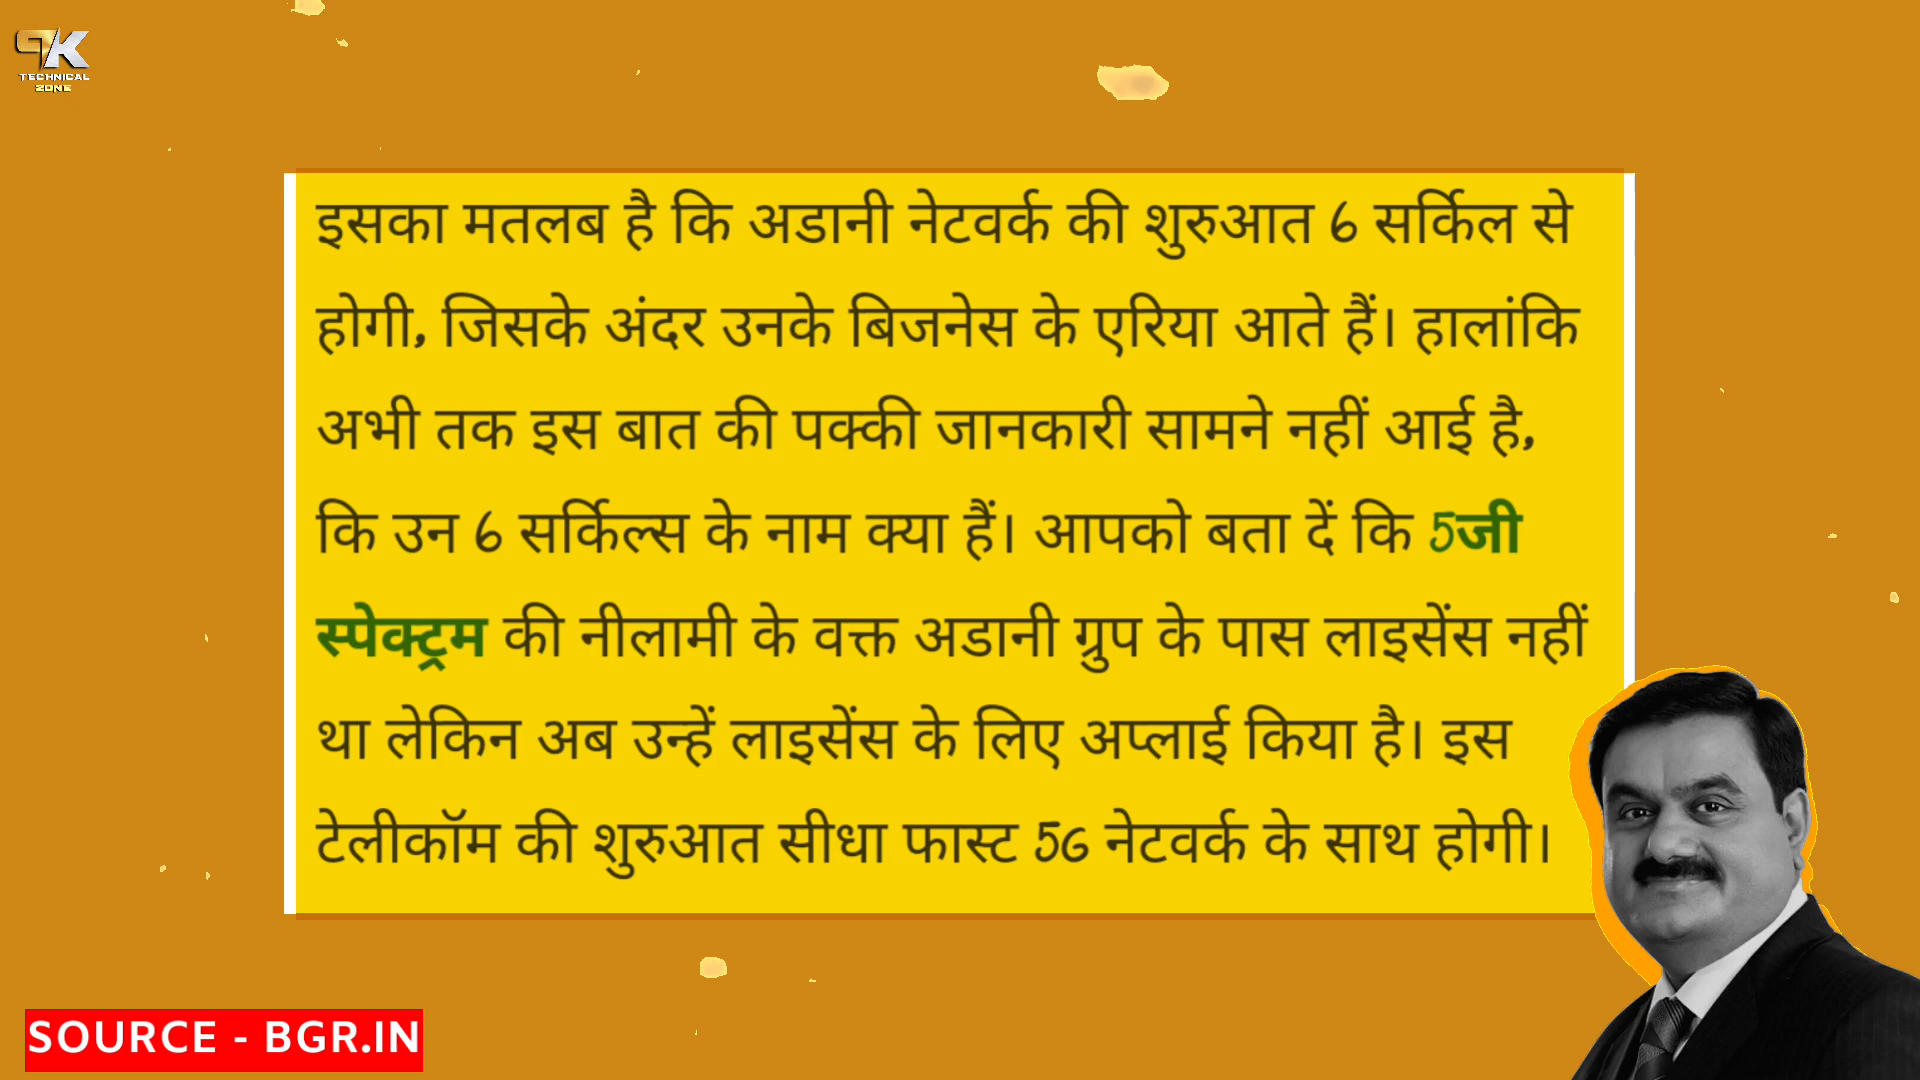 PK
TECHNICAL
ZONE
इसका मतलब है कि अडानी नेटवर्क की शुरुआत 6 सर्किल से
होगी, जिसके अंदर उनके बिजनेस के एरिया आते हैं। हालांकि
अभी तक इस बात की पक्की जानकारी सामने नहीं आई है,
कि उन 6 सर्किल्स के नाम क्या हैं। आपको बता दें कि 5जी
स्पेक्ट्रम की नीलामी के वक्त अडानी ग्रुप के पास लाइसेंस नहीं
था लेकिन अब उन्हें लाइसेंस के लिए अप्लाई किया है। इस
टेलीकॉम की शुरुआत सीधा फास्ट 5G नेटवर्क के साथ होगी।
SOURCE - BGR.IN